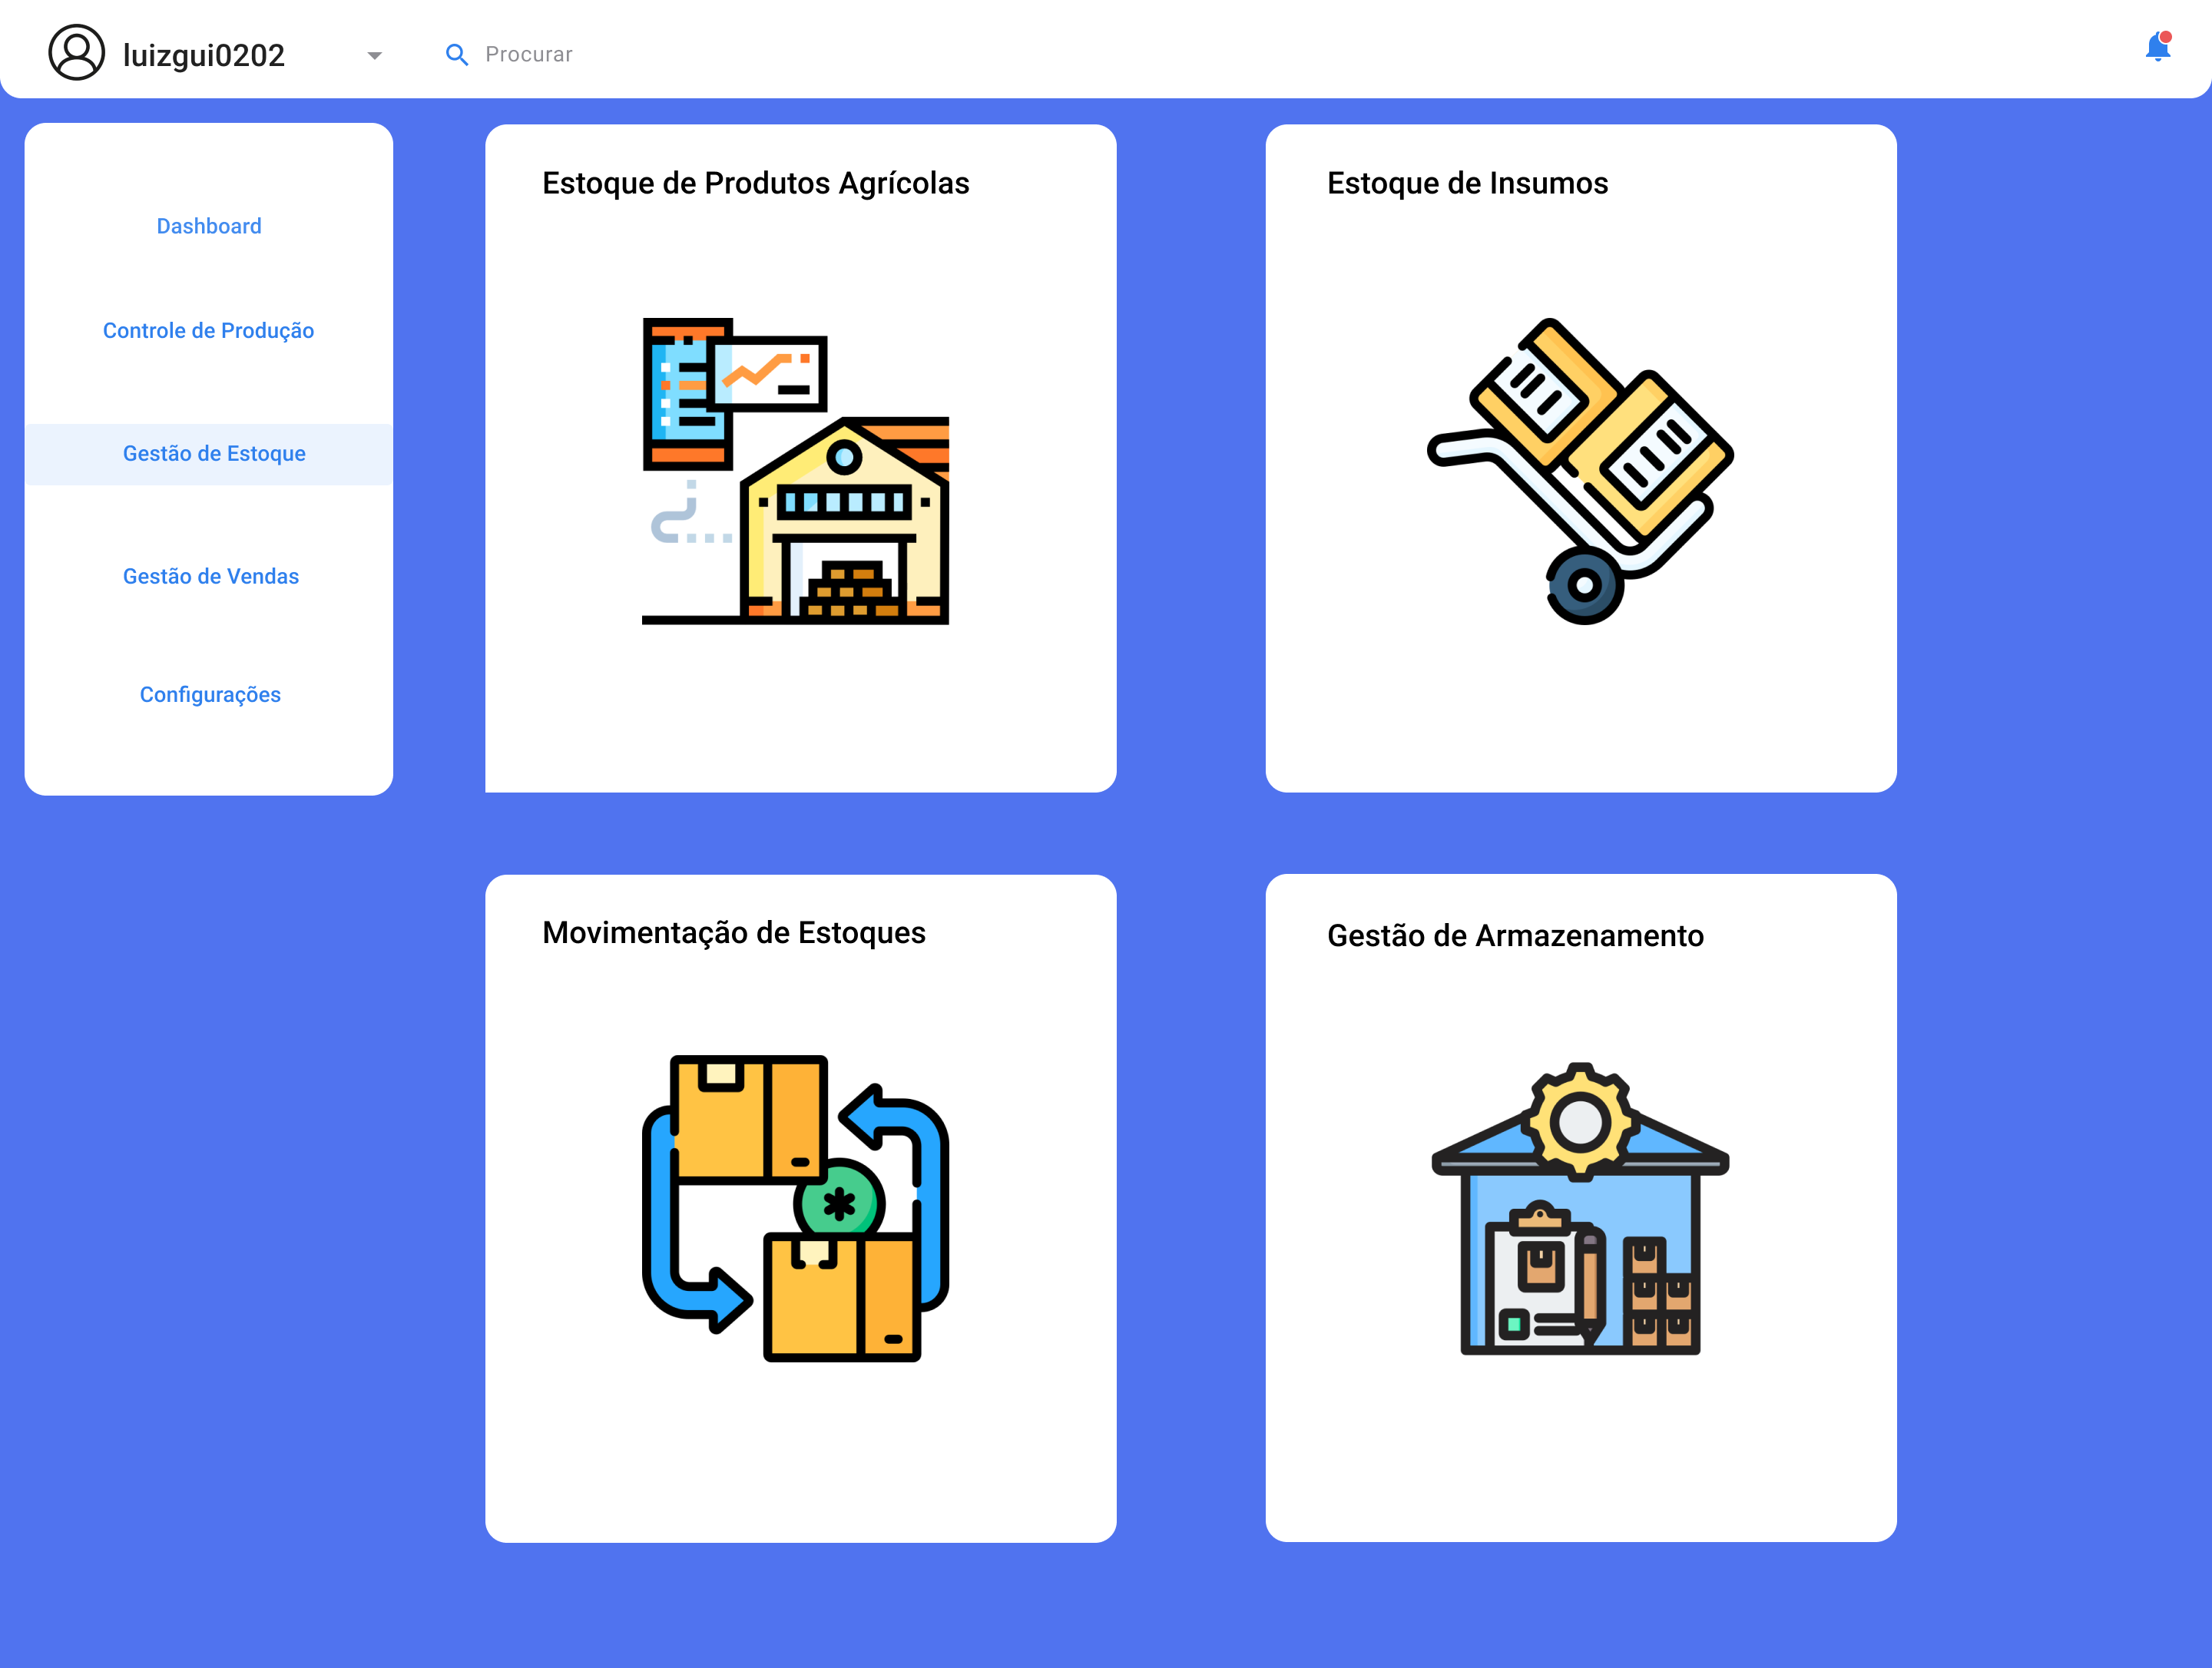 luizgui0202
Procurar
Dashboard
Controle de Produção
Gestão de Estoque
Gestão de Vendas
Configurações
Estoque de Produtos Agrícolas
Estoque de Insumos
Movimentação de Estoques
Gestão de Armazenamento